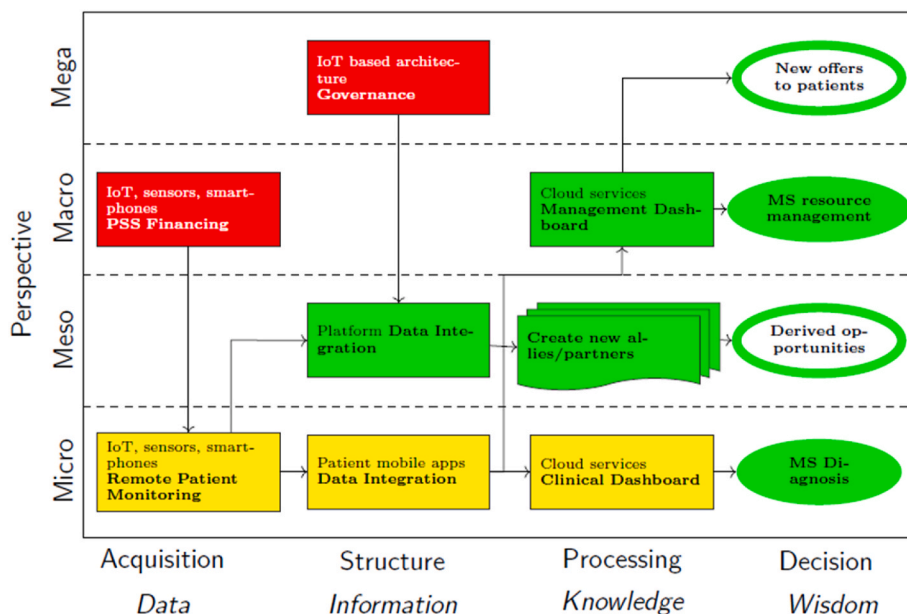 Perspective
Mega
IoT based architec-
ture
Governance
New offers
to patients
Macro
IoT, sensors, smart-
phones
PSS Financing
Cloud services
Management Dash-
board
MS resource
management
Meso
Platform Data Inte-
gration
Create new al-
lies/partners
Derived op-
portunities
Micro
IoT, sensors, smart-
phones
Remote Patient
Monitoring
Patient mobile apps
Data Integration
Cloud services
Clinical Dashboard
MS Di-
agnosis
Acquisition
Structure
Processing
Decision
Data
Information
Knowledge
Wisdom